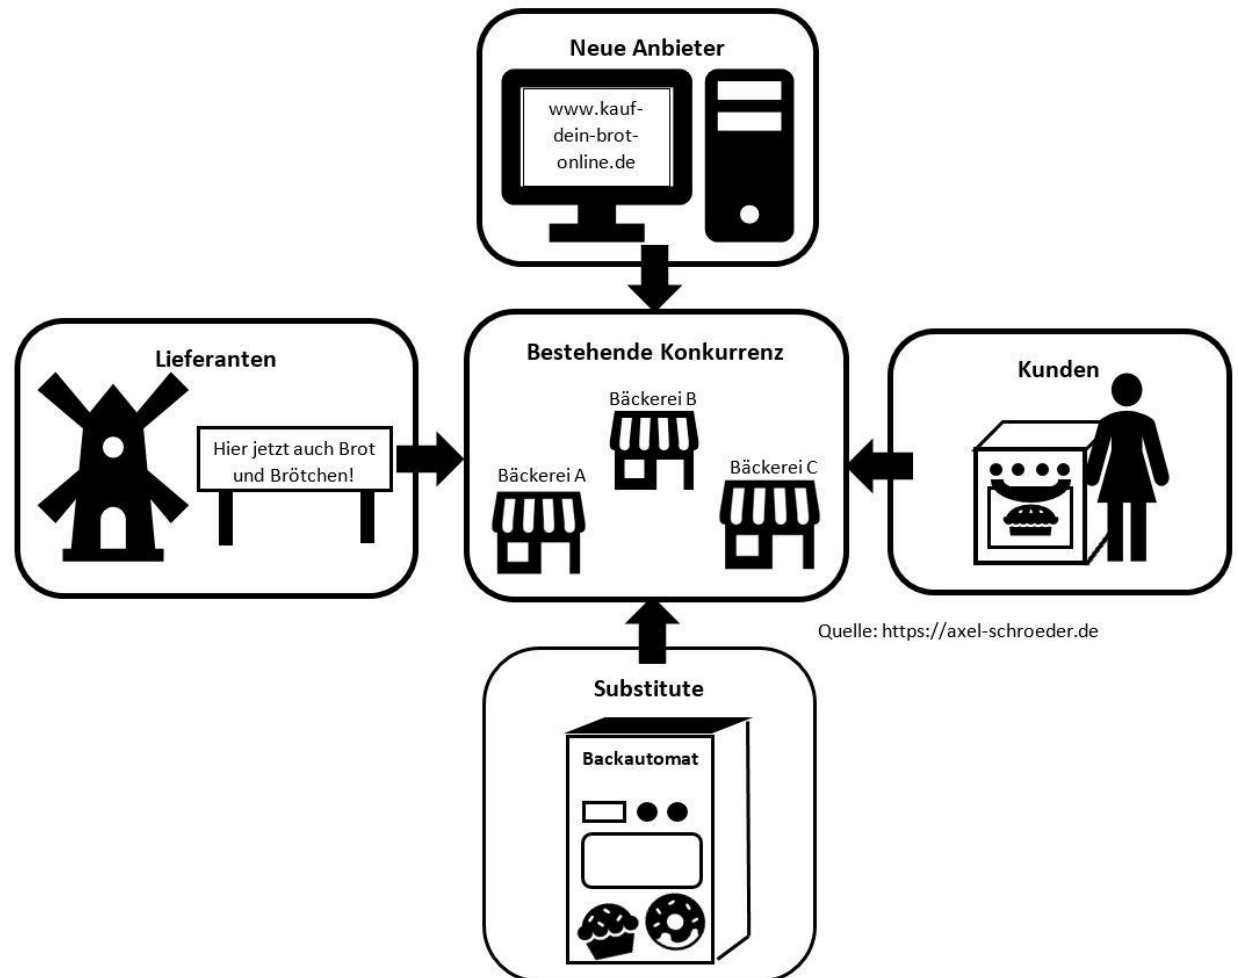 Neue Anbieter
www.kauf-
dein-brot-
online.de
Lieferanten
Hier jetzt auch Brot
und Brötchen!
Bestehende Konkurrenz
Bäckerei B
Bäckerei A
Bäckerei C
Kunden
Quelle: https://axel-schroeder.de
Substitute
Backautomat